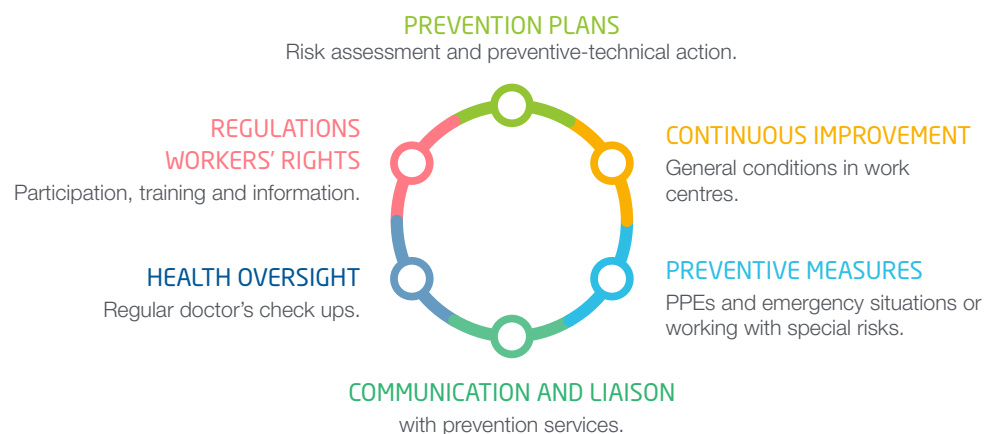 PREVENTION PLANS
Risk assessment and preventive-technical action.
CONTINUOUS IMPROVEMENT
General conditions in work
centres.
PREVENTIVE MEASURES
PPEs and emergency situations or
working with special risks.
COMMUNICATION AND LIAISON
with prevention services.
HEALTH OVERSIGHT
Regular doctor’s check ups.
REGULATIONS
WORKERS’ RIGHTS
Participation, training and information.